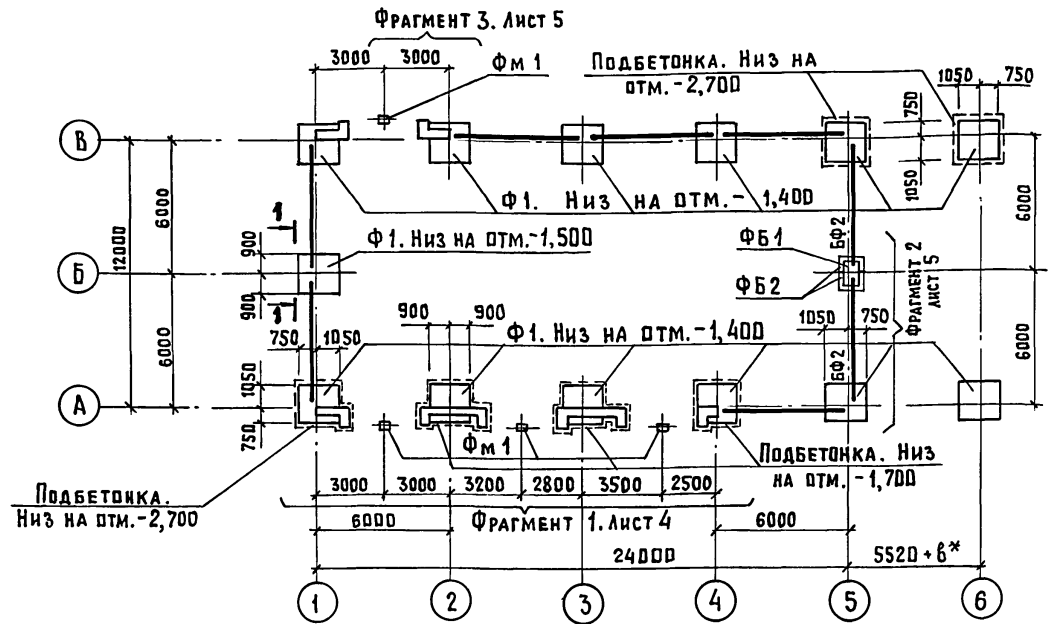 Фрагмент 3. Лист 5
3000 3000
Фм 1
Подбетонка. Низ на
отм. -2,700
1050 750
750
1050
В
Ф1. Низ на отм. - 1,400
12000
6000
6000
1
900
Ф1. Низ на отм. -1,500
БФ2
ФБ1
ФБ2
Б
900
1
6000
Фрагмент 2
Лист 5
6000
900 900
Ф1. Низ на отм. -1,400
1050 750
750 1050
БФ2
1050
А
750
Фм 1
Подбетонка. Низ
на отм. -1,700
Подбетонка.
Низ на отм. -2,700
3000 3000 3200 2800 3500 2500
Фрагмент 1. Лист 4
6000 6000
24000 5520 + в*
1 2 3 4 5 6